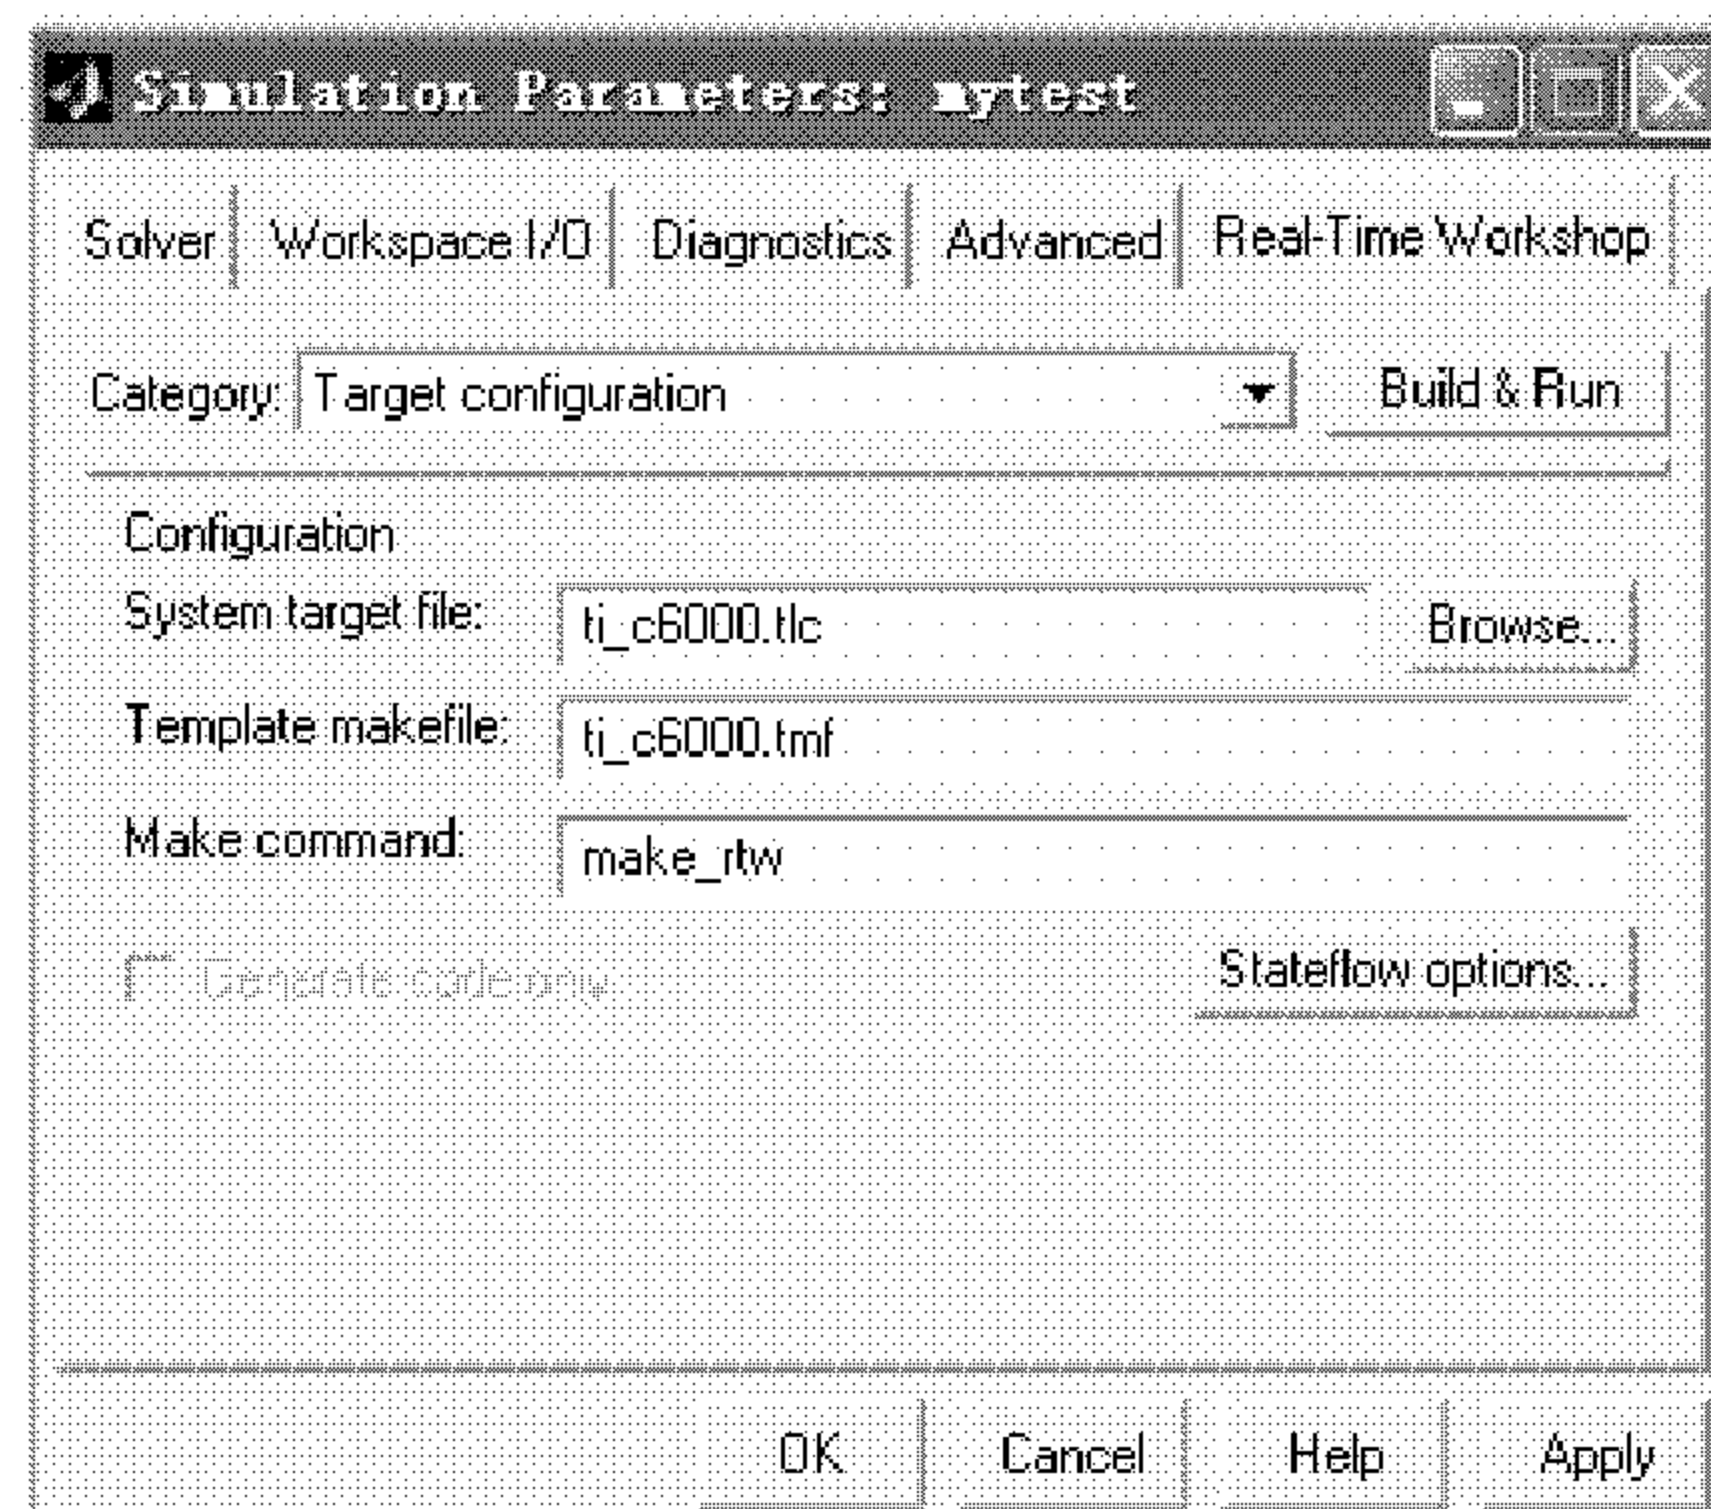 Simulation Parameters: mytest
Solver Workspace I/O Diagnostics Advanced Real-Time Workshop
Category: Target configuration Build & Run
Configuration
System target file: ti_c6000.tlc Browse...
Template makefile: ti_c6000.tmf
Make command: make_rtw
Generate code only Stateflow options...
OK Cancel Help Apply